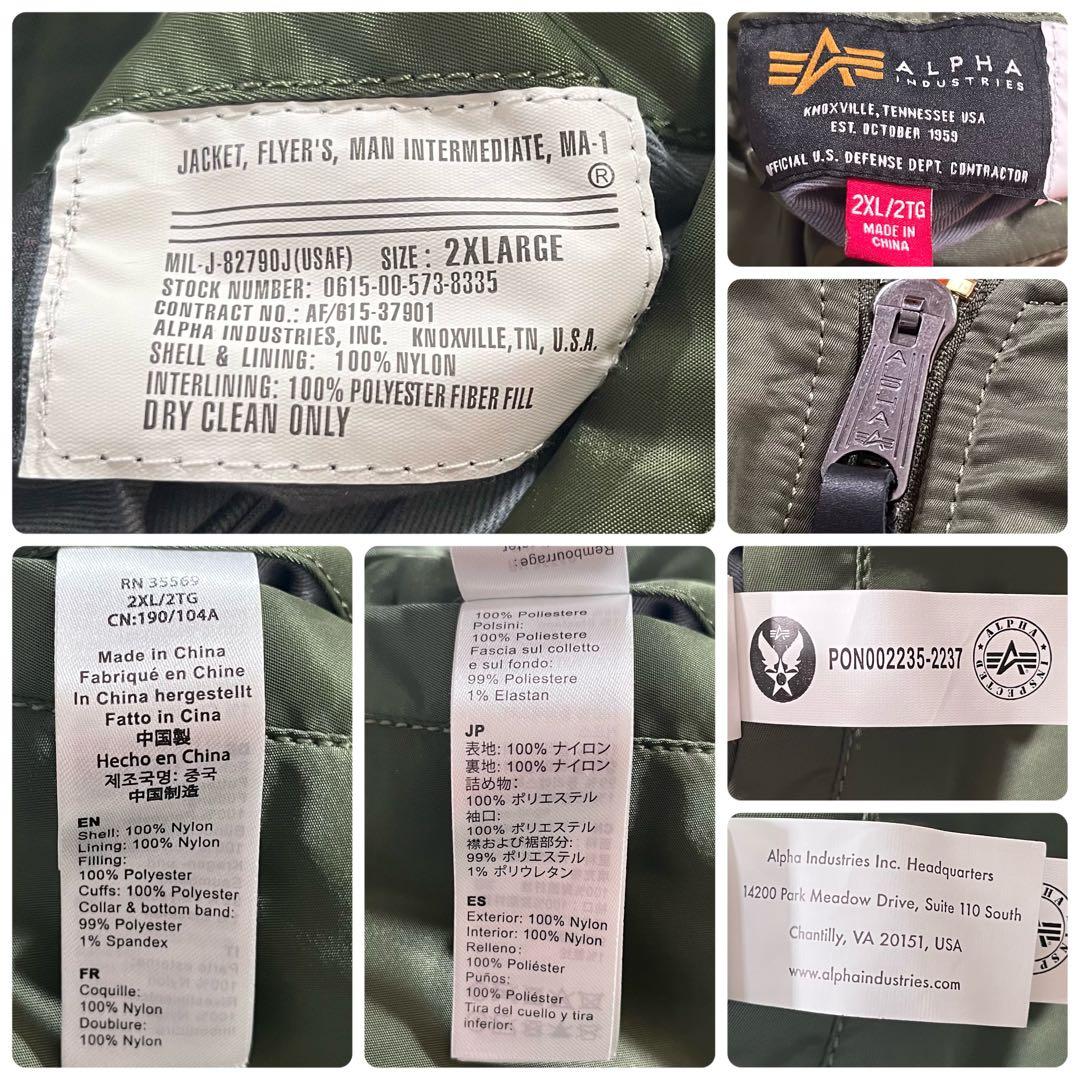 JACKET, FLYER'S, MAN INTERMEDIATE, MA-1
®
MIL-J-82790J(USAF) SIZE: 2XLARGE
STOCK NUMBER: 0615-00-573-8335
CONTRACT NO.: AF/615-37901
ALPHA INDUSTRIES, INC. KNOXVILLE,TN, U.S.A.
SHELL & LINING: 100% NYLON
INTERLINING: 100% POLYESTER FIBER FILL
DRY CLEAN ONLY
ALPHA
INDUSTRIES
KNOXVILLE, TENNESSEE USA
EST. OCTOBER 1959
OFFICIAL U.S. DEFENSE DEPT. CONTRACTOR
2XL/2TG
MADE IN
CHINA
ALPHA
RN 35569
2XL/2TG
CN:190/104A
Made in China
Fabriqué en Chine
In China hergestellt
Fatto in Cina
中国製
Hecho en China
제조국명: 중국
中国制造
EN
Shell: 100% Nylon
Lining: 100% Nylon
Filling:
100% Polyester
Cuffs: 100% Polyester
Collar & bottom band:
99% Polyester
1% Spandex
FR
Coquille:
100% Nylon
Doublure:
100% Nylon
Rembourrage:
100% Poliestere
Polsini:
100% Poliestere
Fascia sul colletto
e sul fondo:
99% Poliestere
1% Elastan
JP
表地: 100% ナイロン
裏地: 100% ナイロン
詰め物:
100% ポリエステル
袖口:
100% ポリエステル
襟および裾部分:
99% ポリエステル
1% ポリウレタン
ES
Exterior: 100% Nylon
Interior: 100% Nylon
Relleno:
100% Poliéster
Puños:
100% Poliéster
Tira del cuello y tira
inferior:
PON002235-2237
ALPHA
INSPECTED
Alpha Industries Inc. Headquarters
14200 Park Meadow Drive, Suite 110 South
Chantilly, VA 20151, USA
www.alphaindustries.com